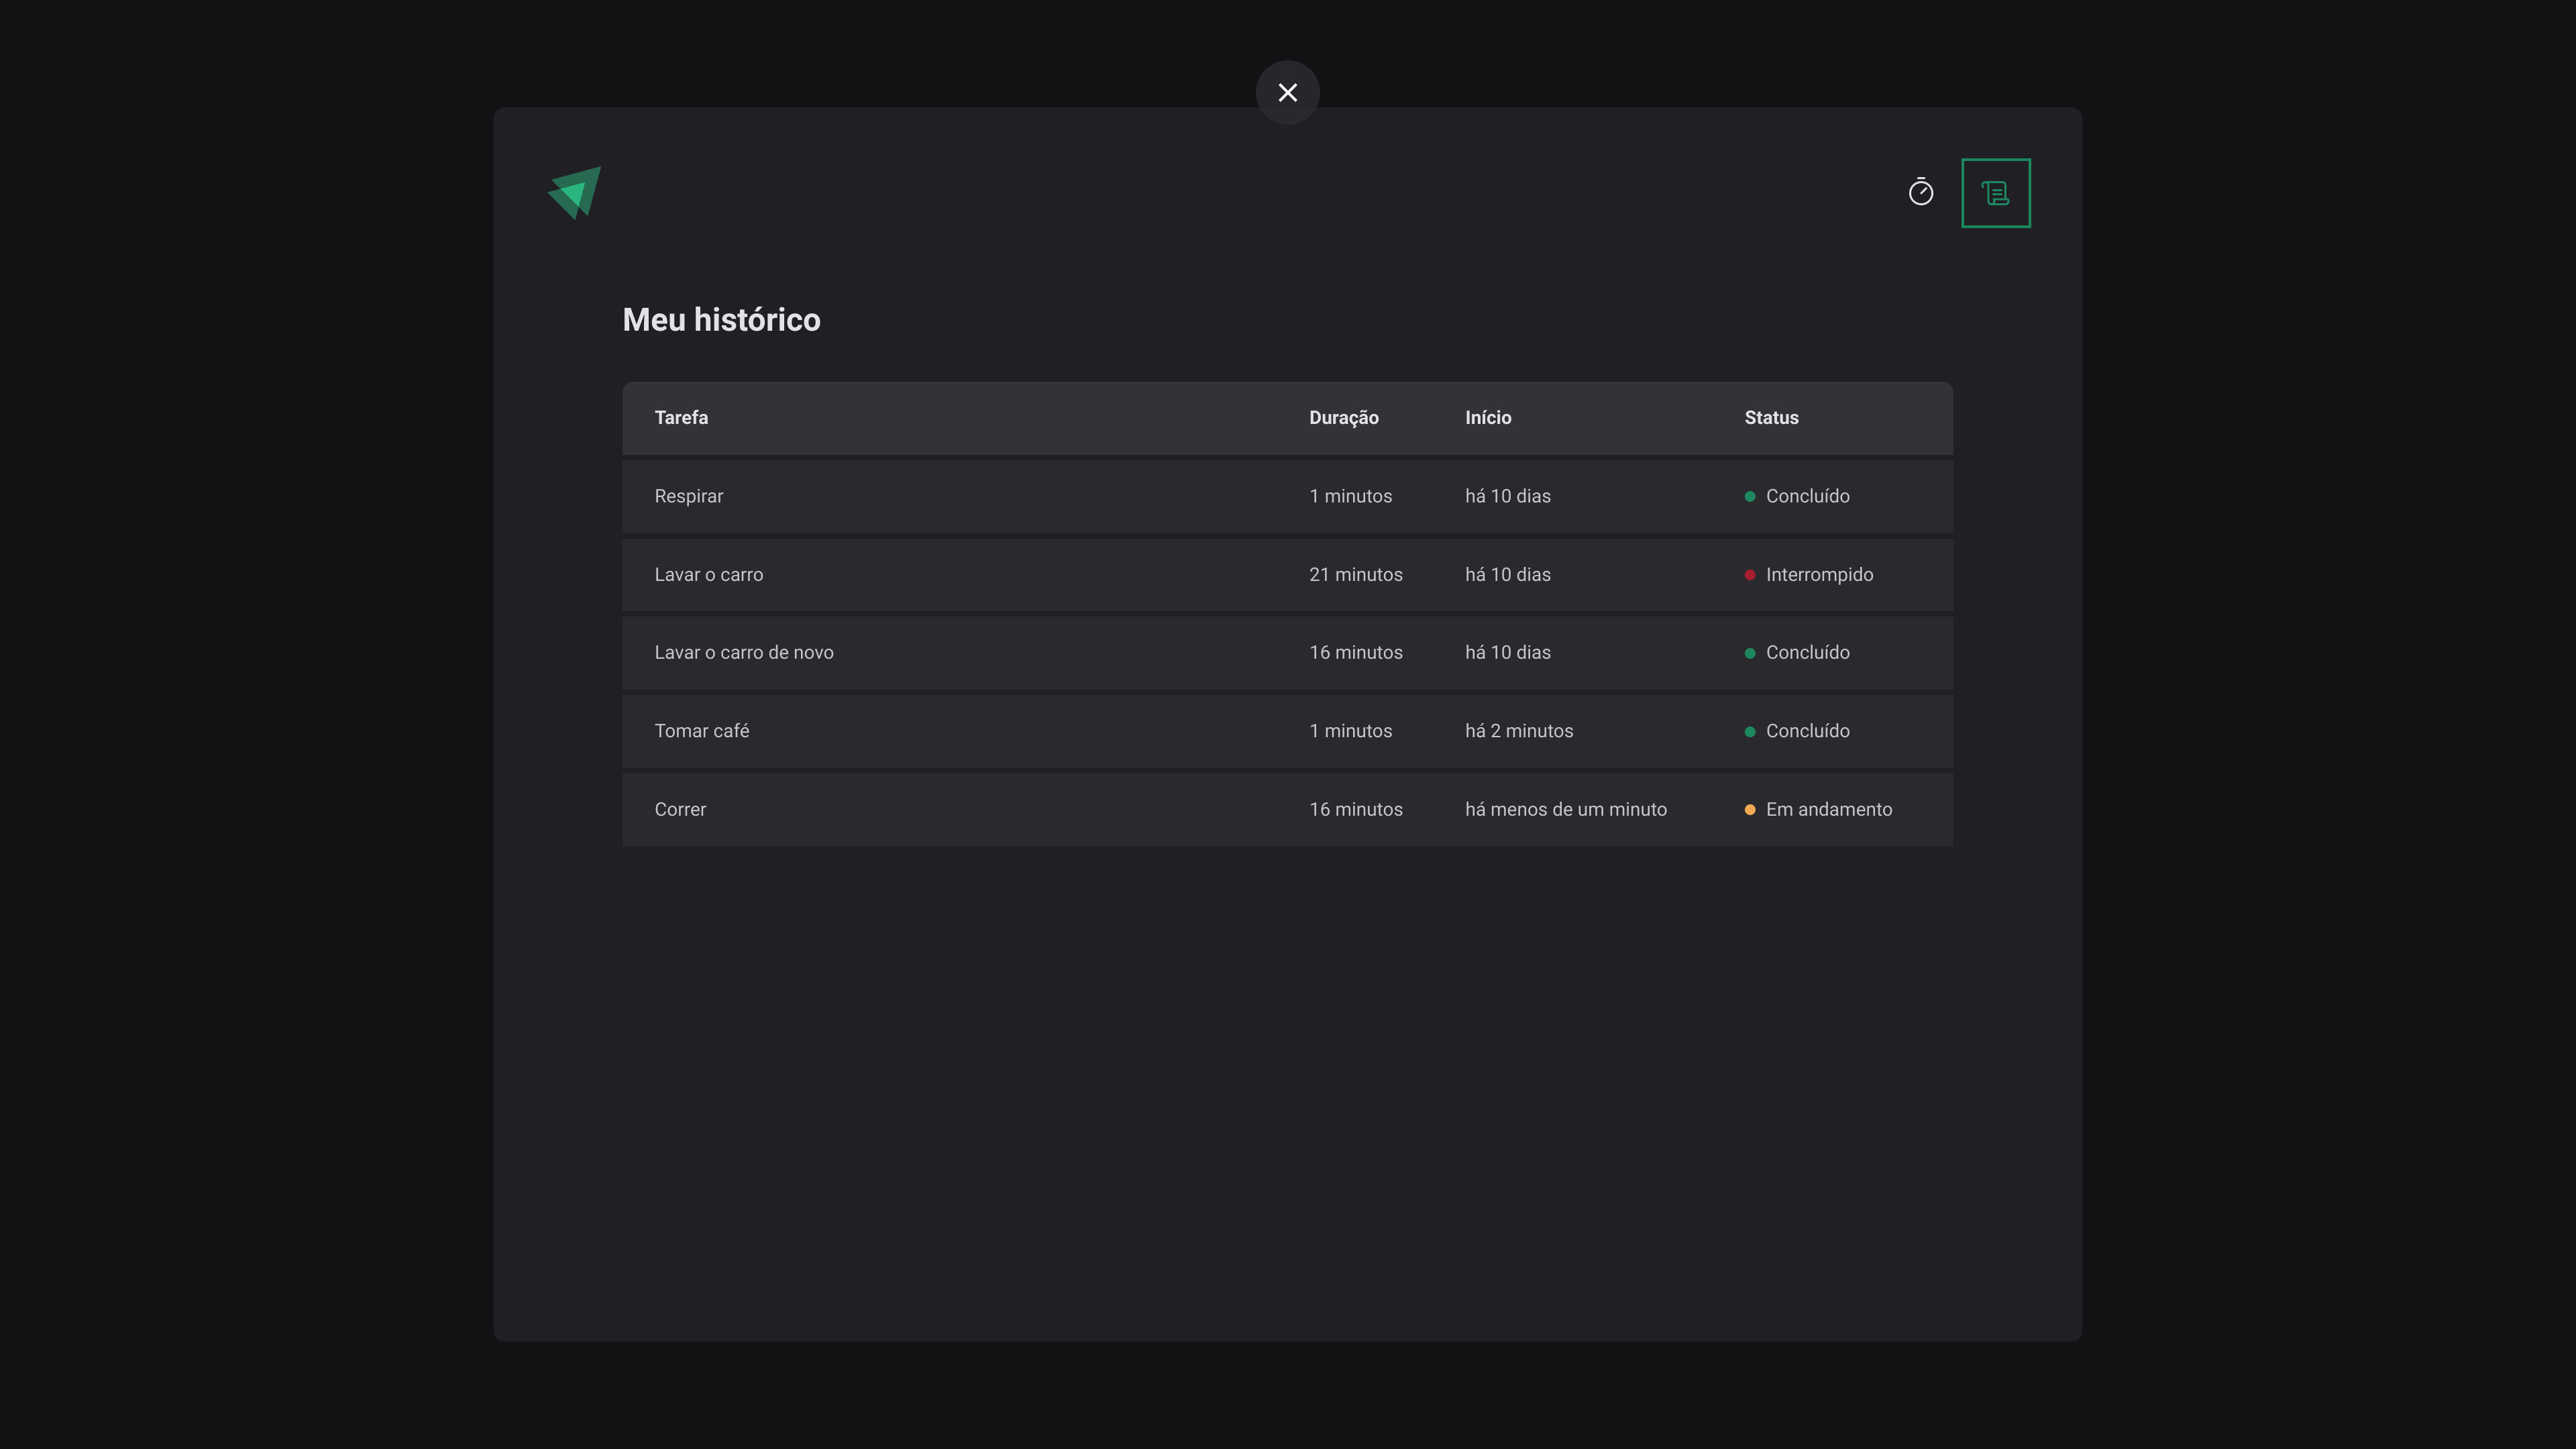 Meu histórico
Tarefa Duração Início Status
Respirar 1 minutos há 10 dias Concluído
Lavar o carro 21 minutos há 10 dias Interrompido
Lavar o carro de novo 16 minutos há 10 dias Concluído
Tomar café 1 minutos há 2 minutos Concluído
Correr 16 minutos há menos de um minuto Em andamento